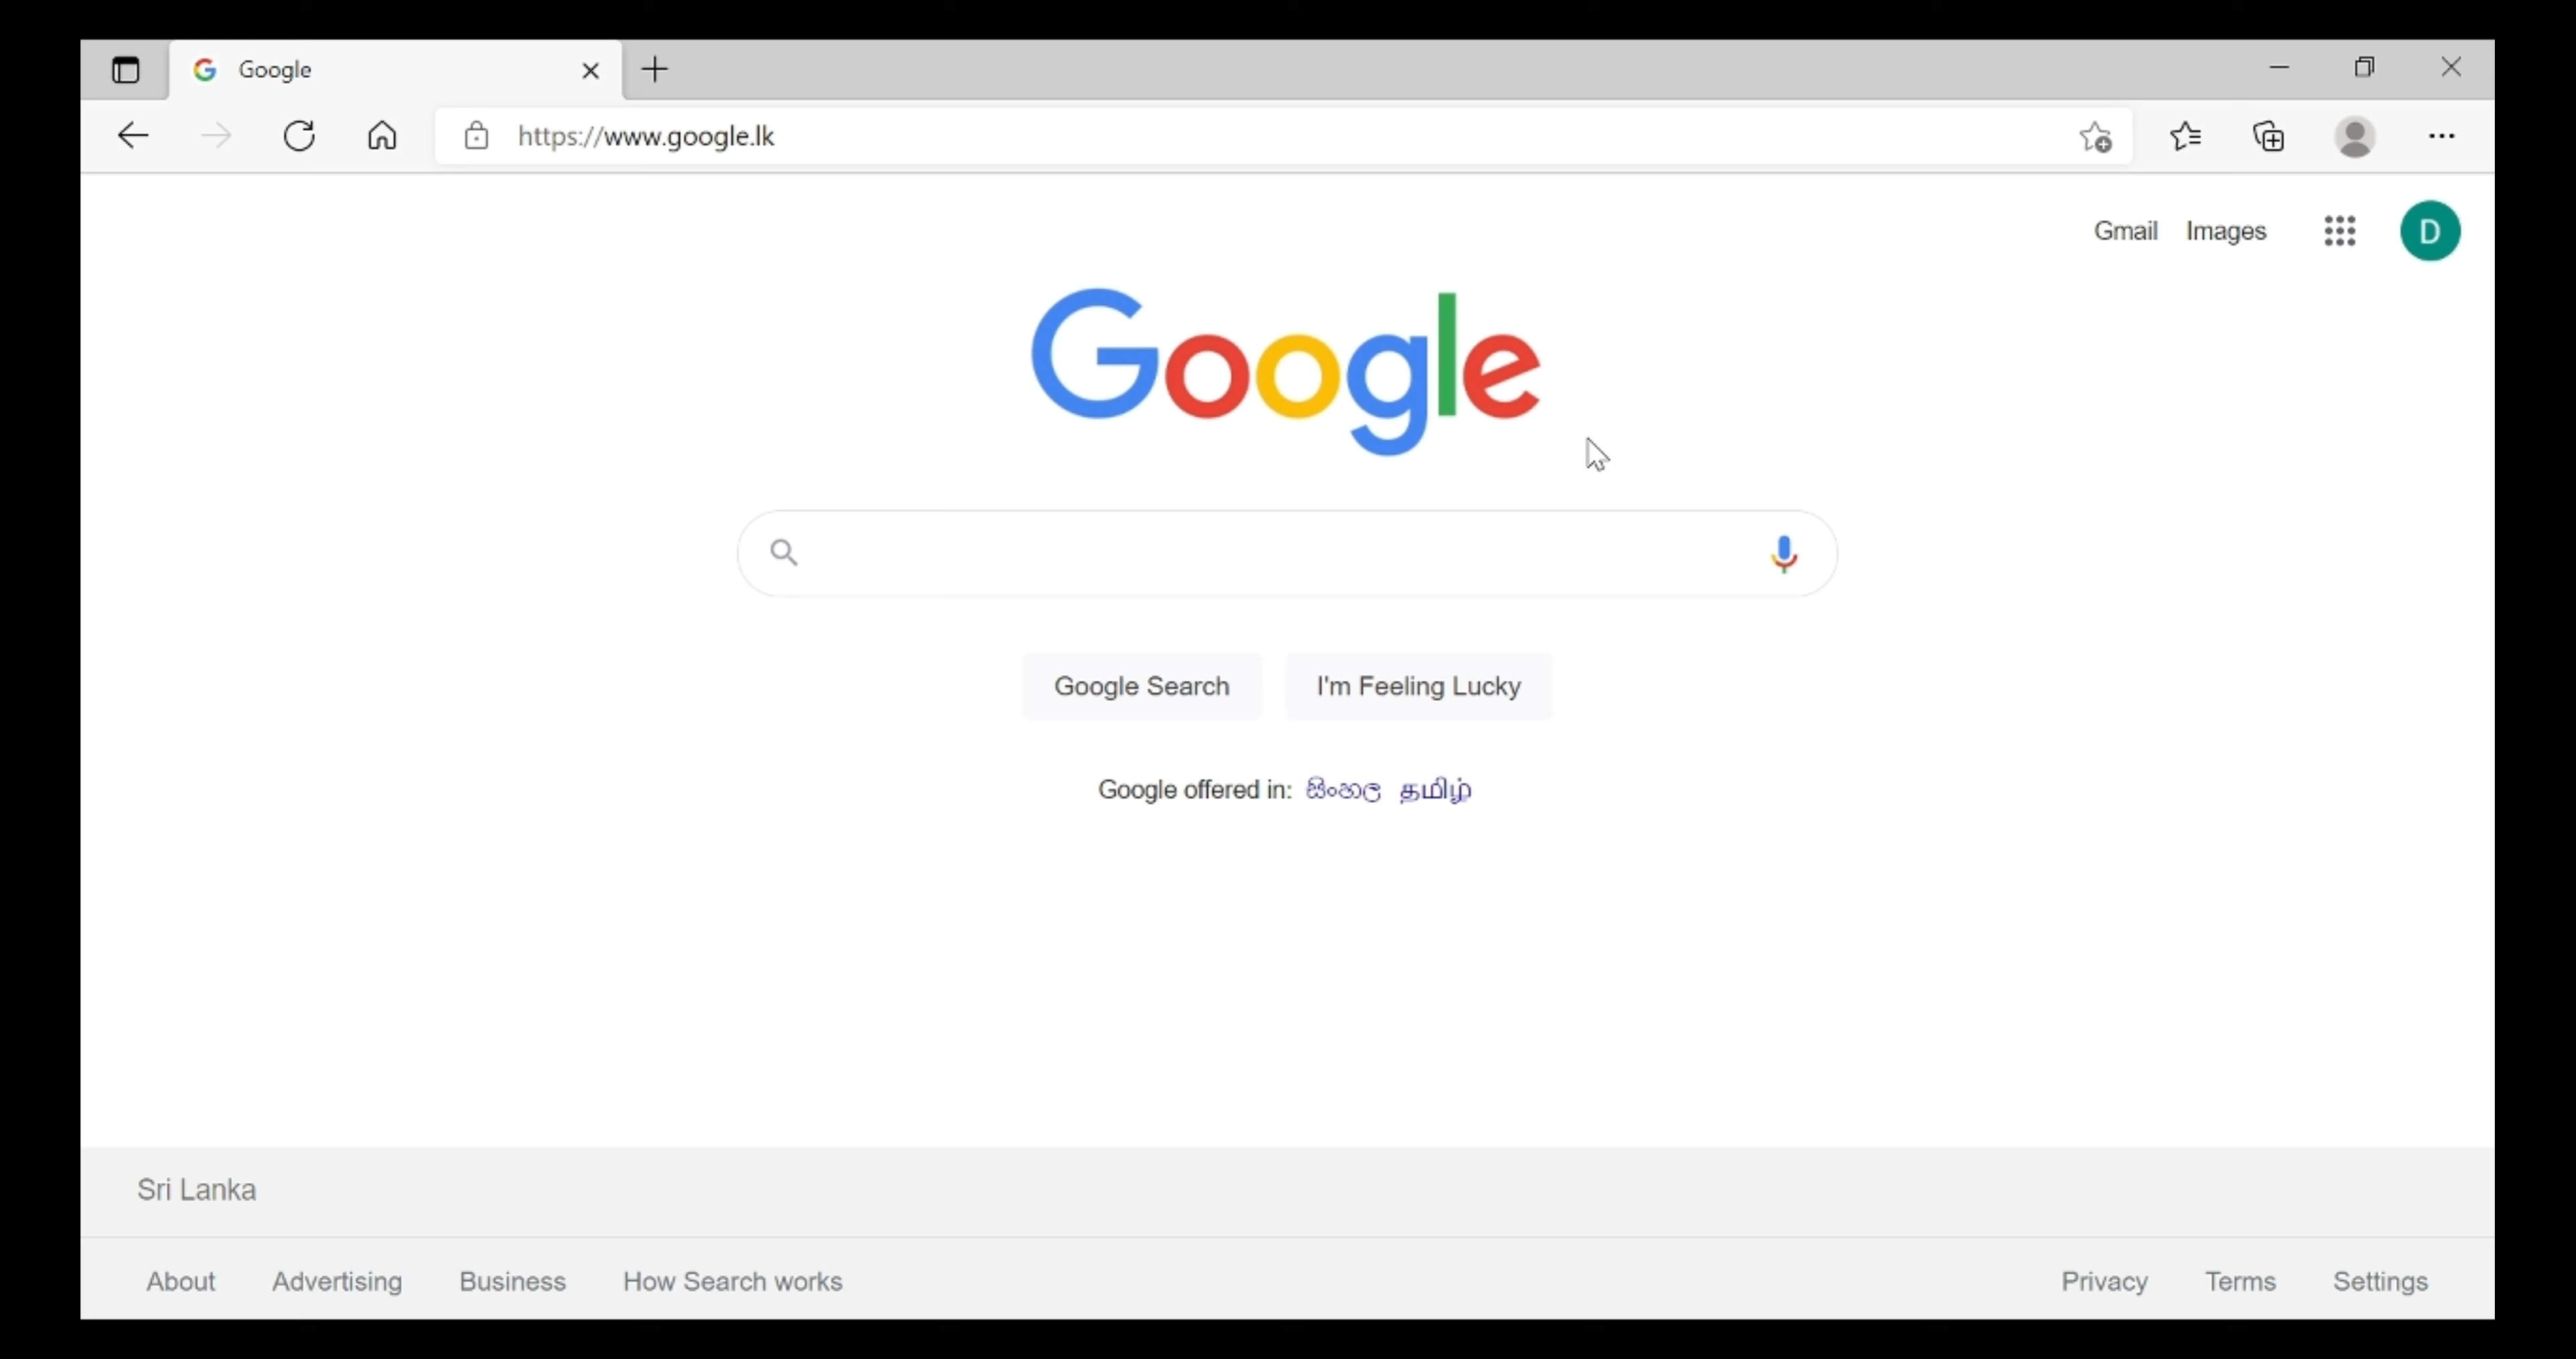 Google
https://www.google.lk
Gmail Images
D
Google
Google Search I'm Feeling Lucky
Google offered in: සිංහල தமிழ்
Sri Lanka
About Advertising Business How Search works Privacy Terms Settings